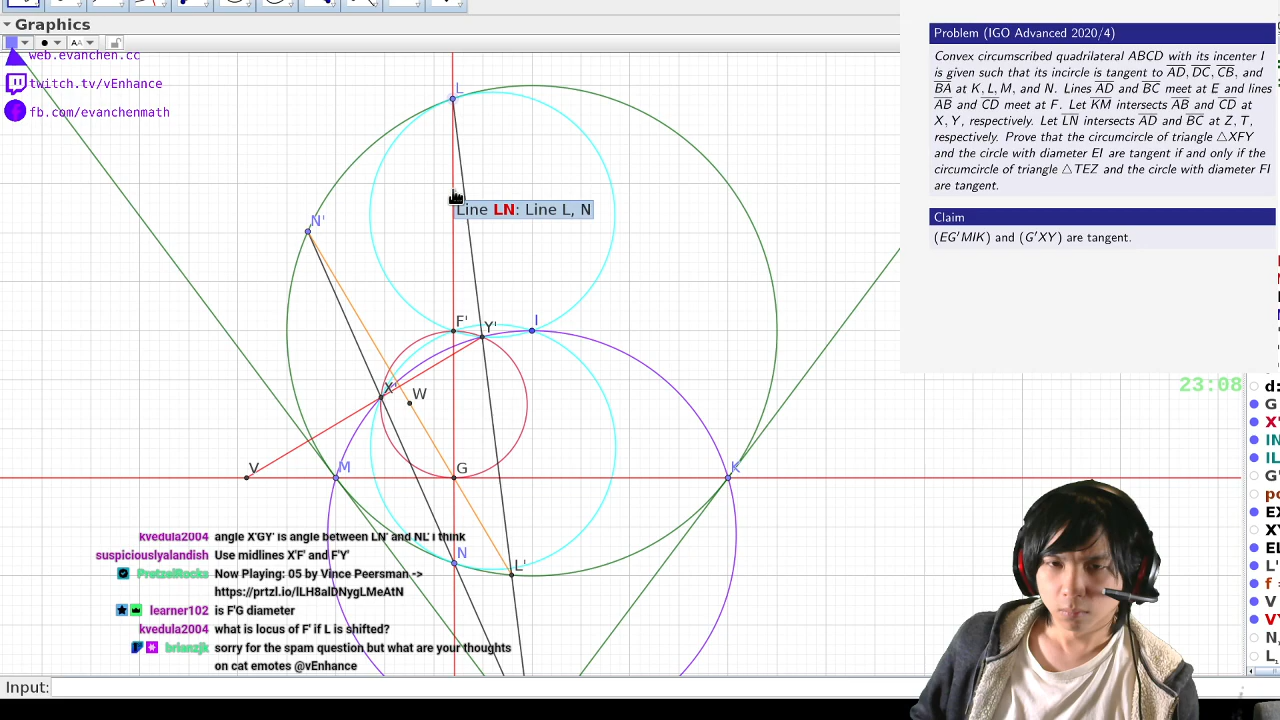 Graphics
web.evanchen.cc
twitch.tv/vEnhance
fb.com/evanchenmath
Problem (IGO Advanced 2020/4)
Convex circumscribed quadrilateral ABCD with its incenter I
is given such that its incircle is tangent to AD, DC, CB, and
BA at K, L, M, and N. Lines AD and BC meet at E and lines
AB and CD meet at F. Let KM intersects AB and CD at
X, Y, respectively. Let LN intersects AD and BC at Z, T,
respectively. Prove that the circumcircle of triangle △XFY
and the circle with diameter EI are tangent if and only if the
circumcircle of triangle △TEZ and the circle with diameter FI
are tangent.
Claim
(EG'MIK) and (G'XY) are tangent.
L
Line LN: Line L, N
N'
F'
Y'
I
X'
W
V
M
G
K
N
L'
23:08
d:
G
X'
IN
IL
G'
po
EX
X'
EL
L'
f =
V
VY
N,
L,
kvedula2004 angle X'GY' is angle between LN' and NL' i think
suspiciouslyalandish Use midlines X'F' and F'Y'
PretzelRocks Now Playing: 05 by Vince Peersman ->
https://prtzl.io/lLH8alDNygLMeAtN
learner102 is F'G diameter
kvedula2004 what is locus of F' if L is shifted?
brianzjk sorry for the spam question but what are your thoughts
on cat emotes @vEnhance
Input: